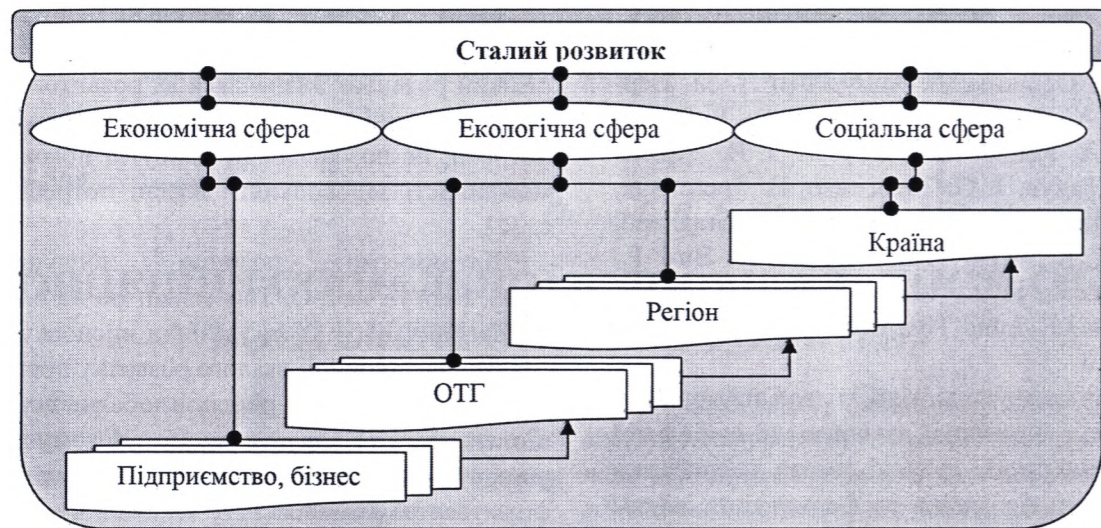 Сталий розвиток
Економічна сфера
Екологічна сфера
Соціальна сфера
Країна
Регіон
ОТГ
Підприємство, бізнес